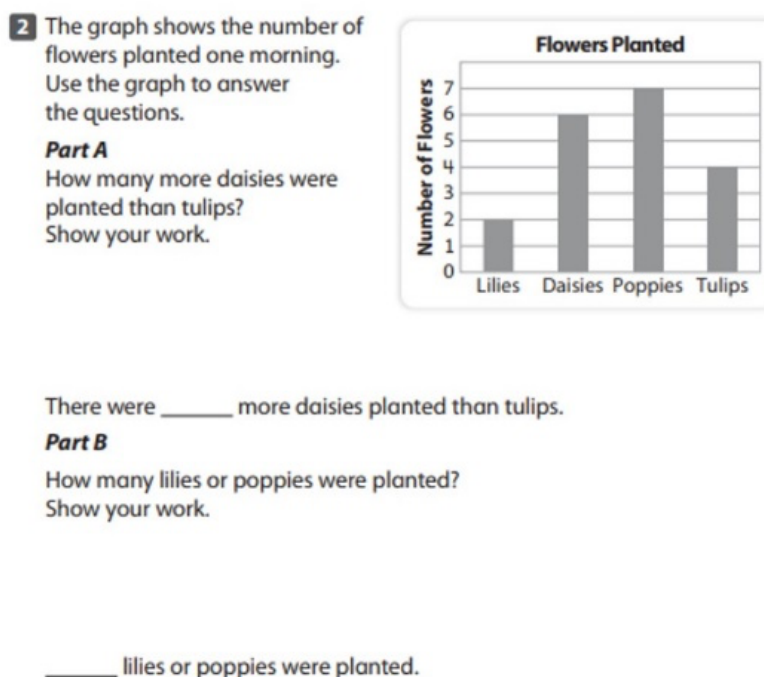 2 The graph shows the number of
flowers planted one morning.
Use the graph to answer
the questions.
Part A
How many more daisies were
planted than tulips?
Show your work.
Flowers Planted
Number of Flowers
7
6
5
4
3
2
1
0
Lilies Daisies Poppies Tulips
There were ______ more daisies planted than tulips.
Part B
How many lilies or poppies were planted?
Show your work.
______ lilies or poppies were planted.